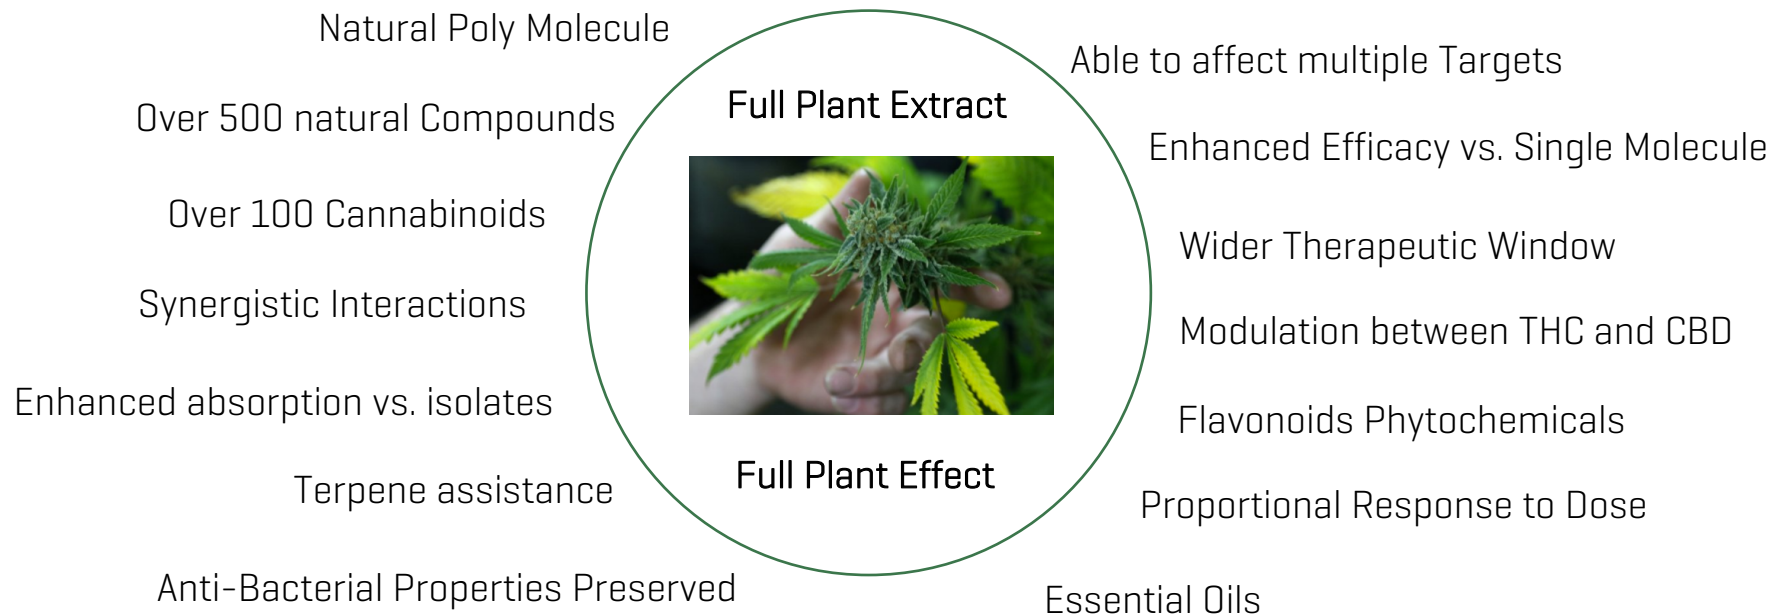 Natural Poly Molecule
Over 500 natural Compounds
Over 100 Cannabinoids
Synergistic Interactions
Enhanced absorption vs. isolates
Terpene assistance
Anti-Bacterial Properties Preserved
Full Plant Extract
Full Plant Effect
Able to affect multiple Targets
Enhanced Efficacy vs. Single Molecule
Wider Therapeutic Window
Modulation between THC and CBD
Flavonoids Phytochemicals
Proportional Response to Dose
Essential Oils